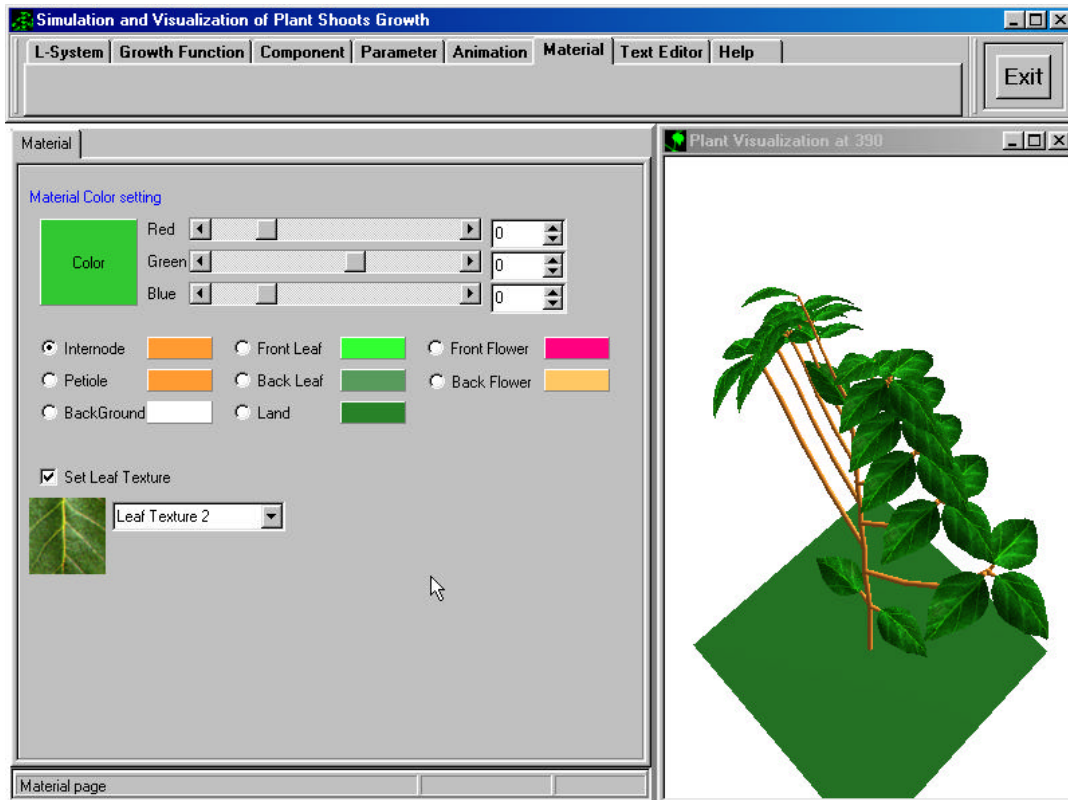 Simulation and Visualization of Plant Shoots Growth
L-System Growth Function Component Parameter Animation Material Text Editor Help
Exit
Material
Plant Visualization at 390
Material Color setting
Color
Red 0
Green 0
Blue 0
Internode Front Leaf Front Flower
Petiole Back Leaf Back Flower
BackGround Land
Set Leaf Texture
Leaf Texture 2
Material page